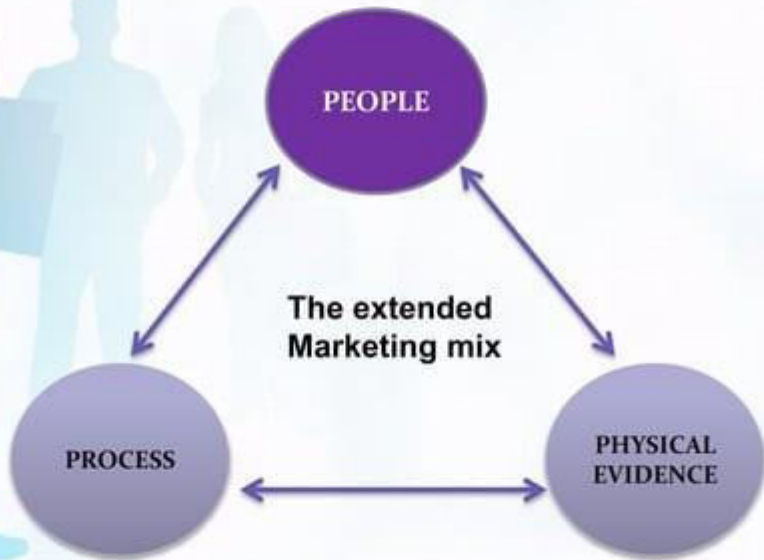 PEOPLE
The extended
Marketing mix
PROCESS
PHYSICAL
EVIDENCE